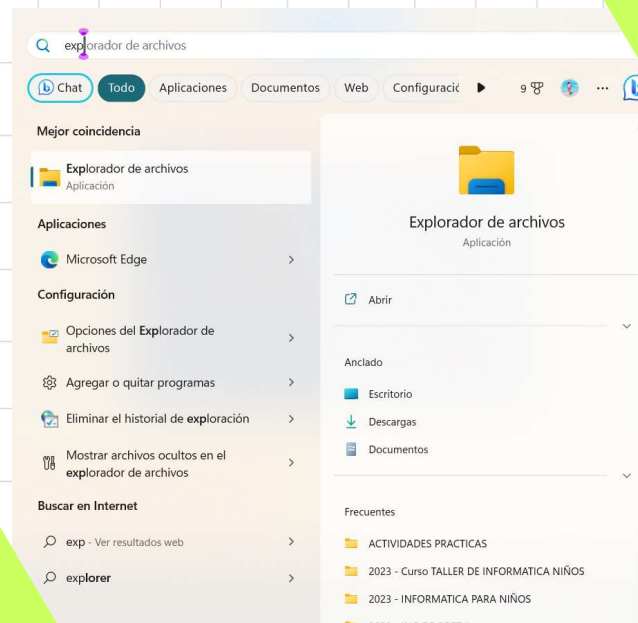 explorador de archivos
Chat
Todo
Aplicaciones
Documentos
Web
Configuració
9
Mejor coincidencia
Explorador de archivos
Aplicación
Aplicaciones
Microsoft Edge
Configuración
Opciones del Explorador de
archivos
Agregar o quitar programas
Eliminar el historial de exploración
Mostrar archivos ocultos en el
explorador de archivos
Buscar en Internet
exp - Ver resultados web
explorer
Explorador de archivos
Aplicación
Abrir
Anclado
Escritorio
Descargas
Documentos
Frecuentes
ACTIVIDADES PRACTICAS
2023 - Curso TALLER DE INFORMATICA NIÑOS
2023 - INFORMATICA PARA NIÑOS